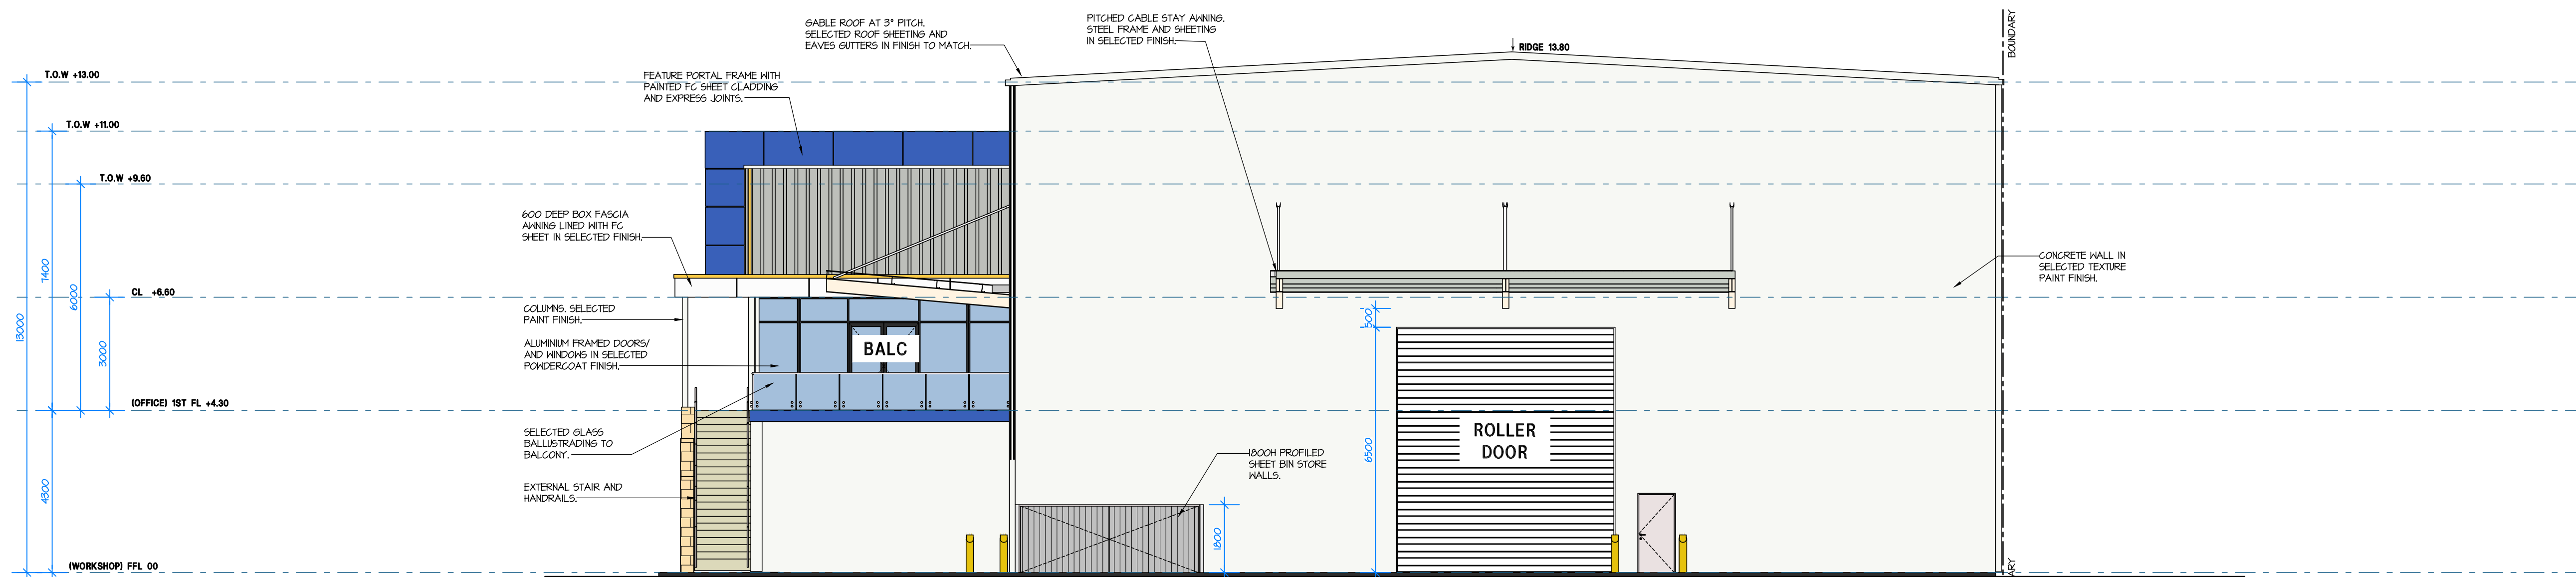 GABLE ROOF AT 3° PITCH.
SELECTED ROOF SHEETING AND
EAVES GUTTERS IN FINISH TO MATCH.
PITCHED CABLE STAY AWNING.
STEEL FRAME AND SHEETING
IN SELECTED FINISH.
RIDGE 13.80
BOUNDARY
T.O.W +13.00
FEATURE PORTAL FRAME WITH
PAINTED FC SHEET CLADDING
AND EXPRESS JOINTS.
T.O.W +11.00
T.O.W +9.60
600 DEEP BOX FASCIA
AWNING LINED WITH FC
SHEET IN SELECTED FINISH.
CONCRETE WALL IN
SELECTED TEXTURE
PAINT FINISH.
CL +6.60
COLUMNS. SELECTED
PAINT FINISH.
ALUMINIUM FRAMED DOORS/
AND WINDOWS IN SELECTED
POWDERCOAT FINISH.
BALC
(OFFICE) 1ST FL +4.30
SELECTED GLASS
BALLUSTRADING TO
BALCONY.
EXTERNAL STAIR AND
HANDRAILS.
1800H PROFILED
SHEET BIN STORE
WALLS.
ROLLER
DOOR
(WORKSHOP) FFL 00
13000
7400
4300
6000
3000
500
6500
1800
ARY